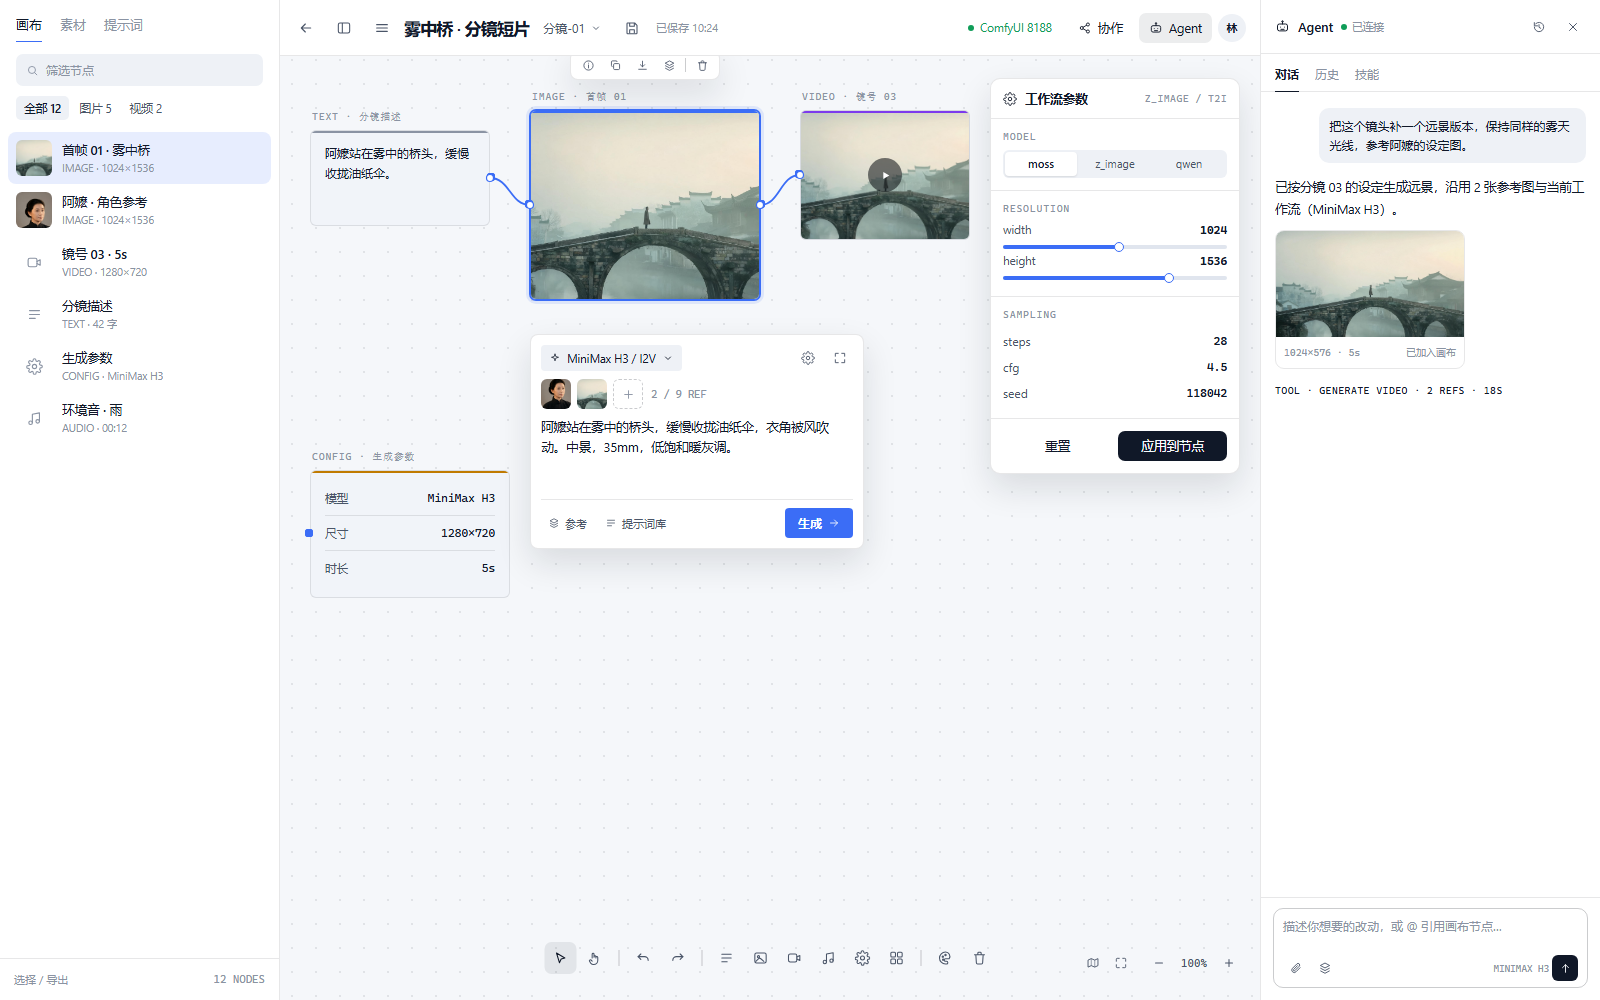 画布 素材 提示词
筛选节点
全部 12 图片 5 视频 2
首帧 01 · 雾中桥
IMAGE · 1024×1536
阿嬷 · 角色参考
IMAGE · 1024×1536
镜号 03 · 5s
VIDEO · 1280×720
分镜描述
TEXT · 42 字
生成参数
CONFIG · MiniMax H3
环境音 · 雨
AUDIO · 00:12
选择 / 导出
12 NODES
雾中桥 · 分镜短片
分镜-01
已保存 10:24
ComfyUI 8188
协作
Agent
林
TEXT · 分镜描述
阿嬷站在雾中的桥头，缓慢
收拢油纸伞。
IMAGE · 首帧 01
VIDEO · 镜号 03
MiniMax H3 / I2V
2 / 9 REF
阿嬷站在雾中的桥头，缓慢收拢油纸伞，衣角被风吹
动。中景，35mm，低饱和暖灰调。
参考
提示词库
生成
CONFIG · 生成参数
模型 MiniMax H3
尺寸 1280×720
时长 5s
工作流参数
Z_IMAGE / T2I
MODEL
moss z_image qwen
RESOLUTION
width 1024
height 1536
SAMPLING
steps 28
cfg 4.5
seed 118042
重置
应用到节点
100%
Agent
已连接
对话 历史 技能
把这个镜头补一个远景版本，保持同样的雾天
光线，参考阿嬷的设定图。
已按分镜 03 的设定生成远景，沿用 2 张参考图与当前工
作流（MiniMax H3）。
1024×576 · 5s
已加入画布
TOOL · GENERATE VIDEO · 2 REFS · 18S
描述你想要的改动，或 @ 引用画布节点...
MINIMAX H3